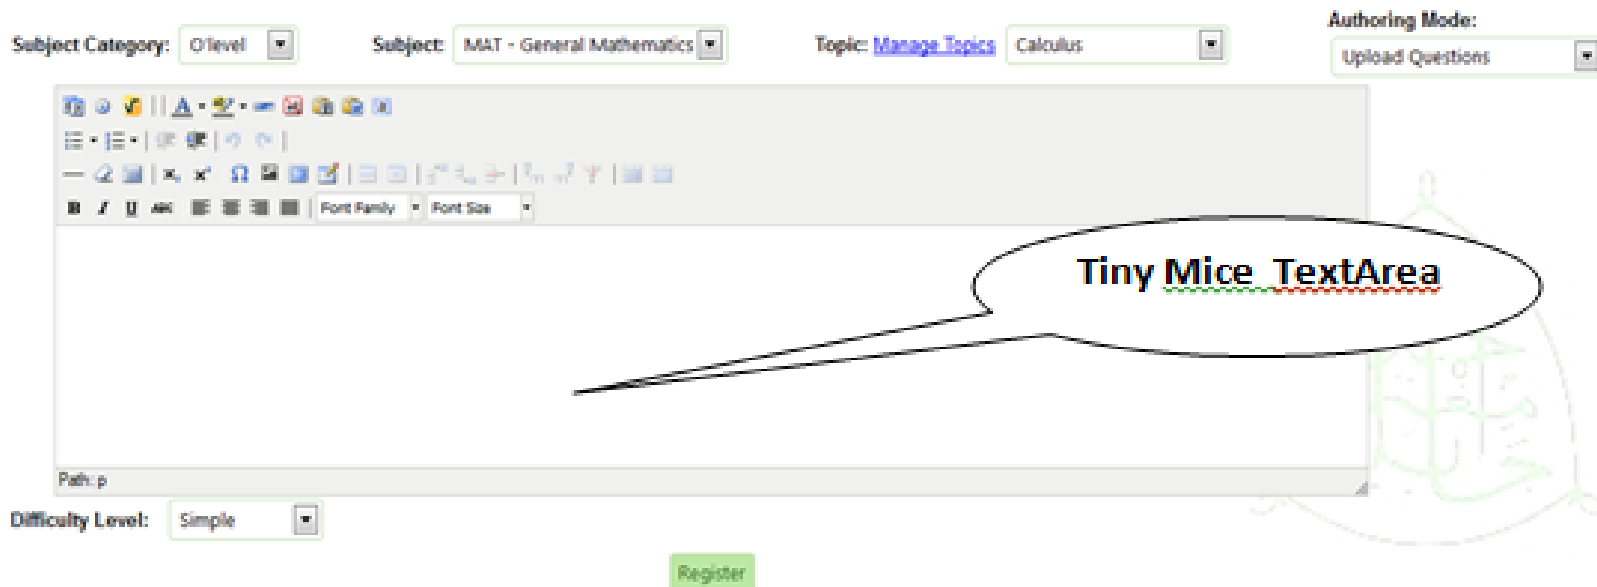 Authoring Mode:
Subject Category: O'level Subject: MAT - General Mathematics Topic: Manage Topics Calculus Upload Questions
A
B I U ABC Font Family Font Size
Tiny Mice TextArea
Path: p
Difficulty Level: Simple
Register